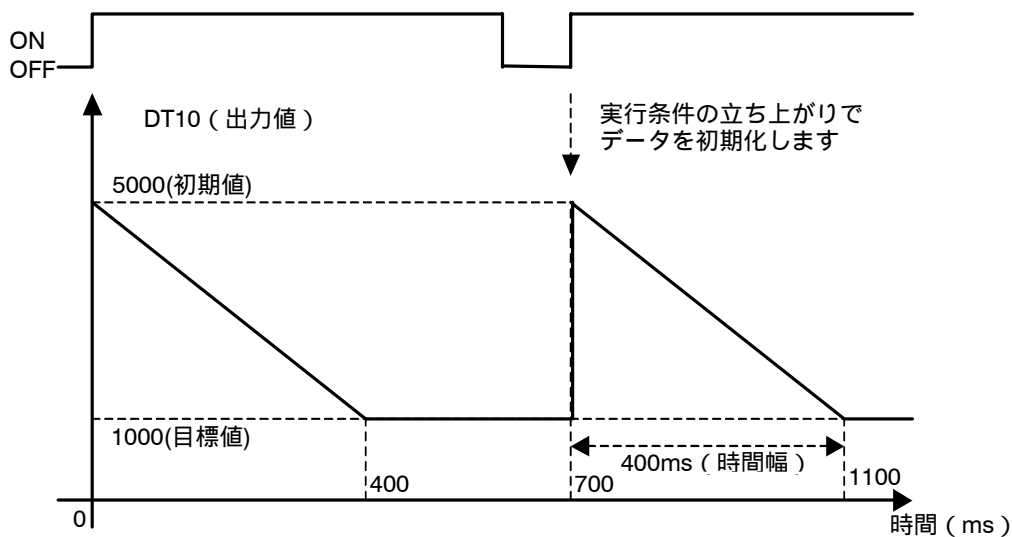 ON
OFF
DT10(出力値)
実行条件の立ち上がりで
データを初期化します
5000(初期値)
1000(目標値)
400ms(時間幅)
400
700
1100
0
時間(ms)